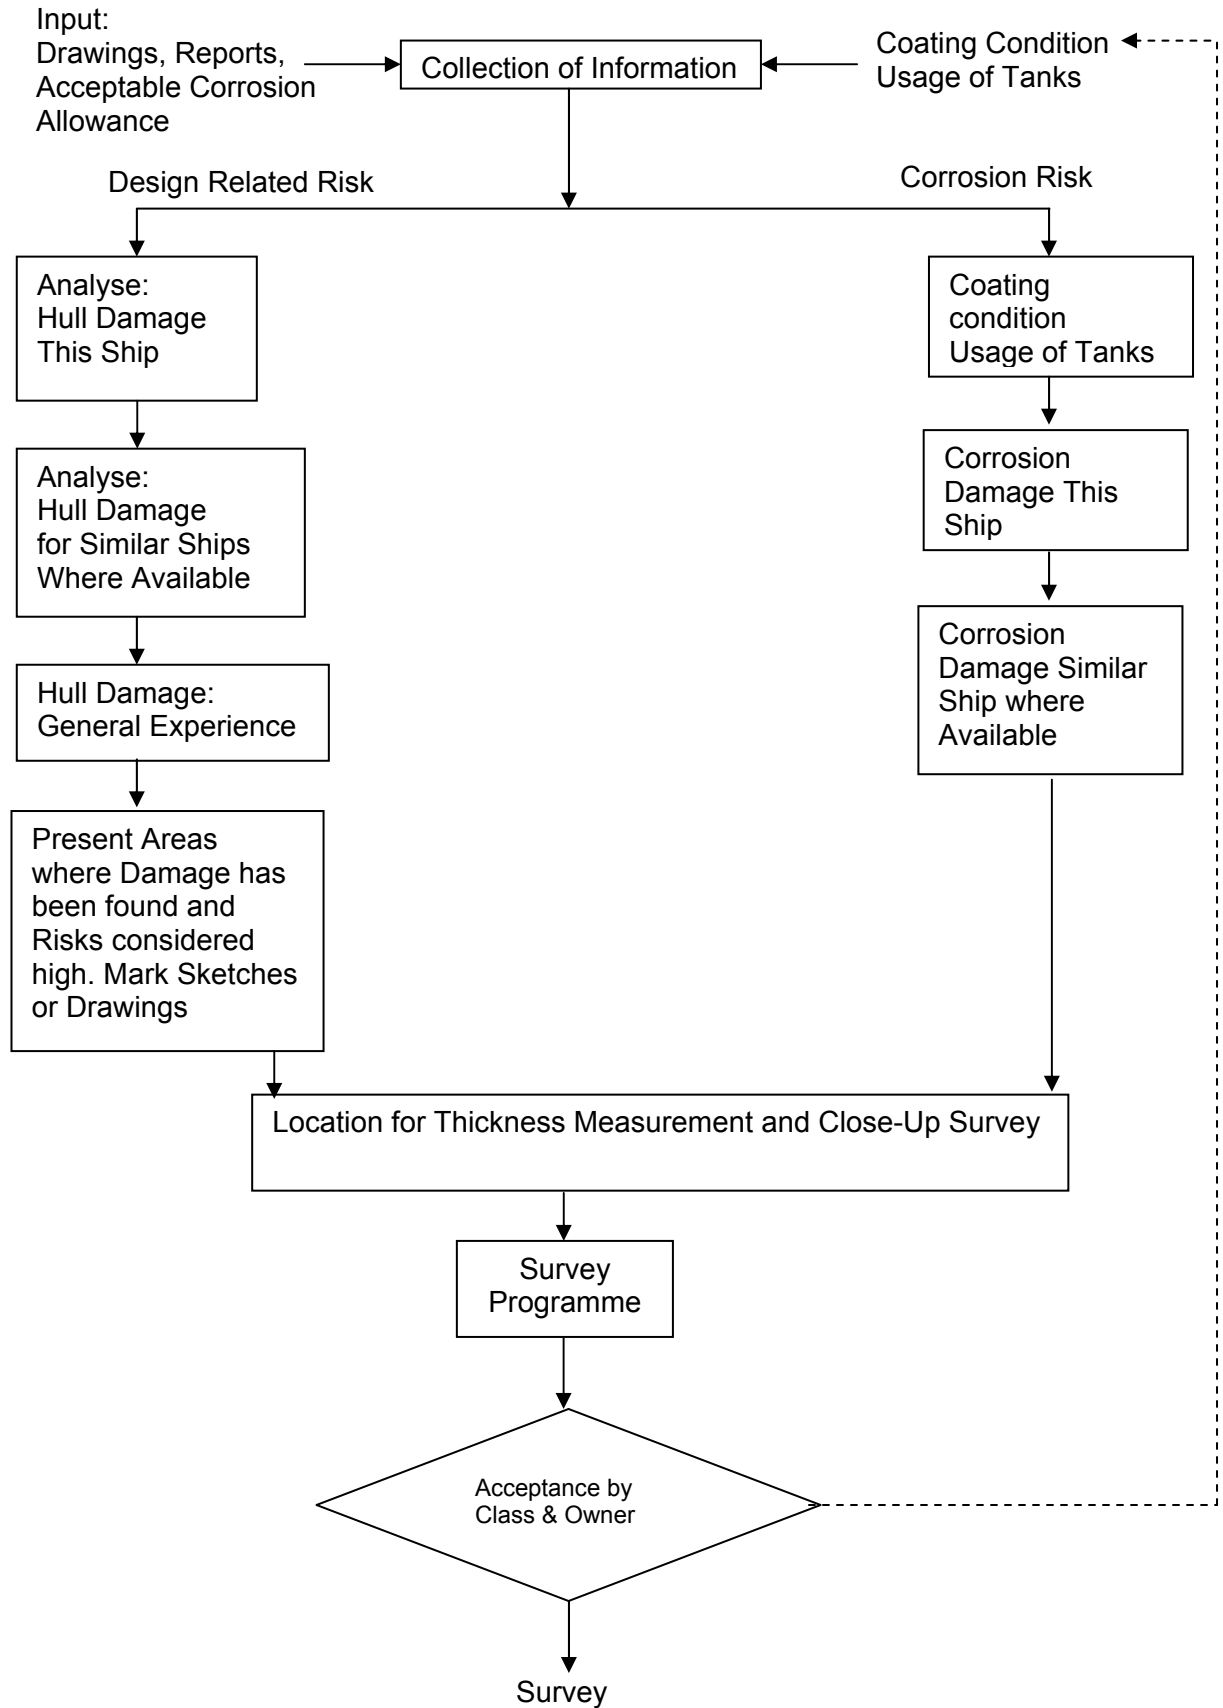 Input:
Drawings, Reports,
Acceptable Corrosion
Allowance
Collection of Information
Coating Condition
Usage of Tanks
Design Related Risk
Corrosion Risk
Analyse:
Hull Damage
This Ship
Analyse:
Hull Damage
for Similar Ships
Where Available
Hull Damage:
General Experience
Present Areas
where Damage has
been found and
Risks considered
high. Mark Sketches
or Drawings
Coating
condition
Usage of Tanks
Corrosion
Damage This
Ship
Corrosion
Damage Similar
Ship where
Available
Location for Thickness Measurement and Close-Up Survey
Survey
Programme
Acceptance by
Class & Owner
Survey